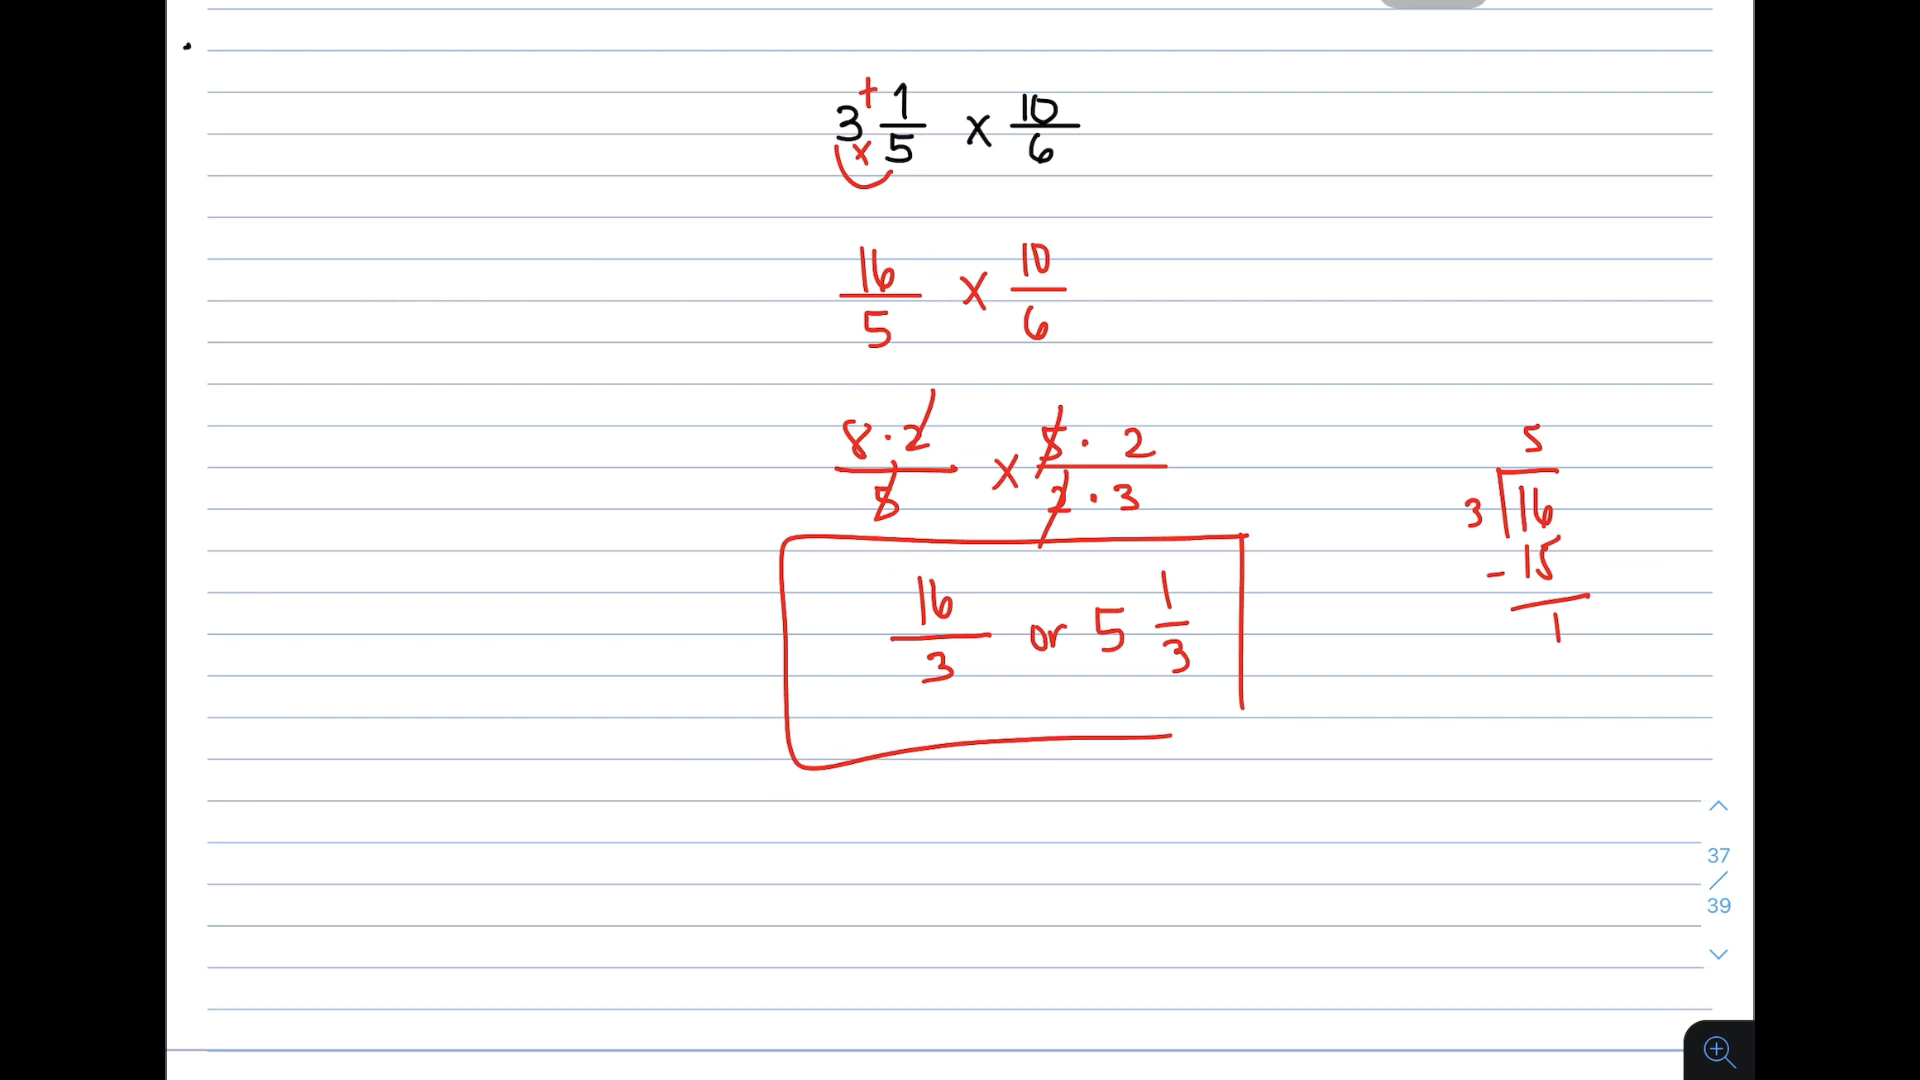 3 + 1/5 x 10/6
x
16/5 x 10/6
8 · 2/5 x 5 · 2/2 · 3
16/3 or 5 1/3
5
3 16
- 15
1
37
/
39